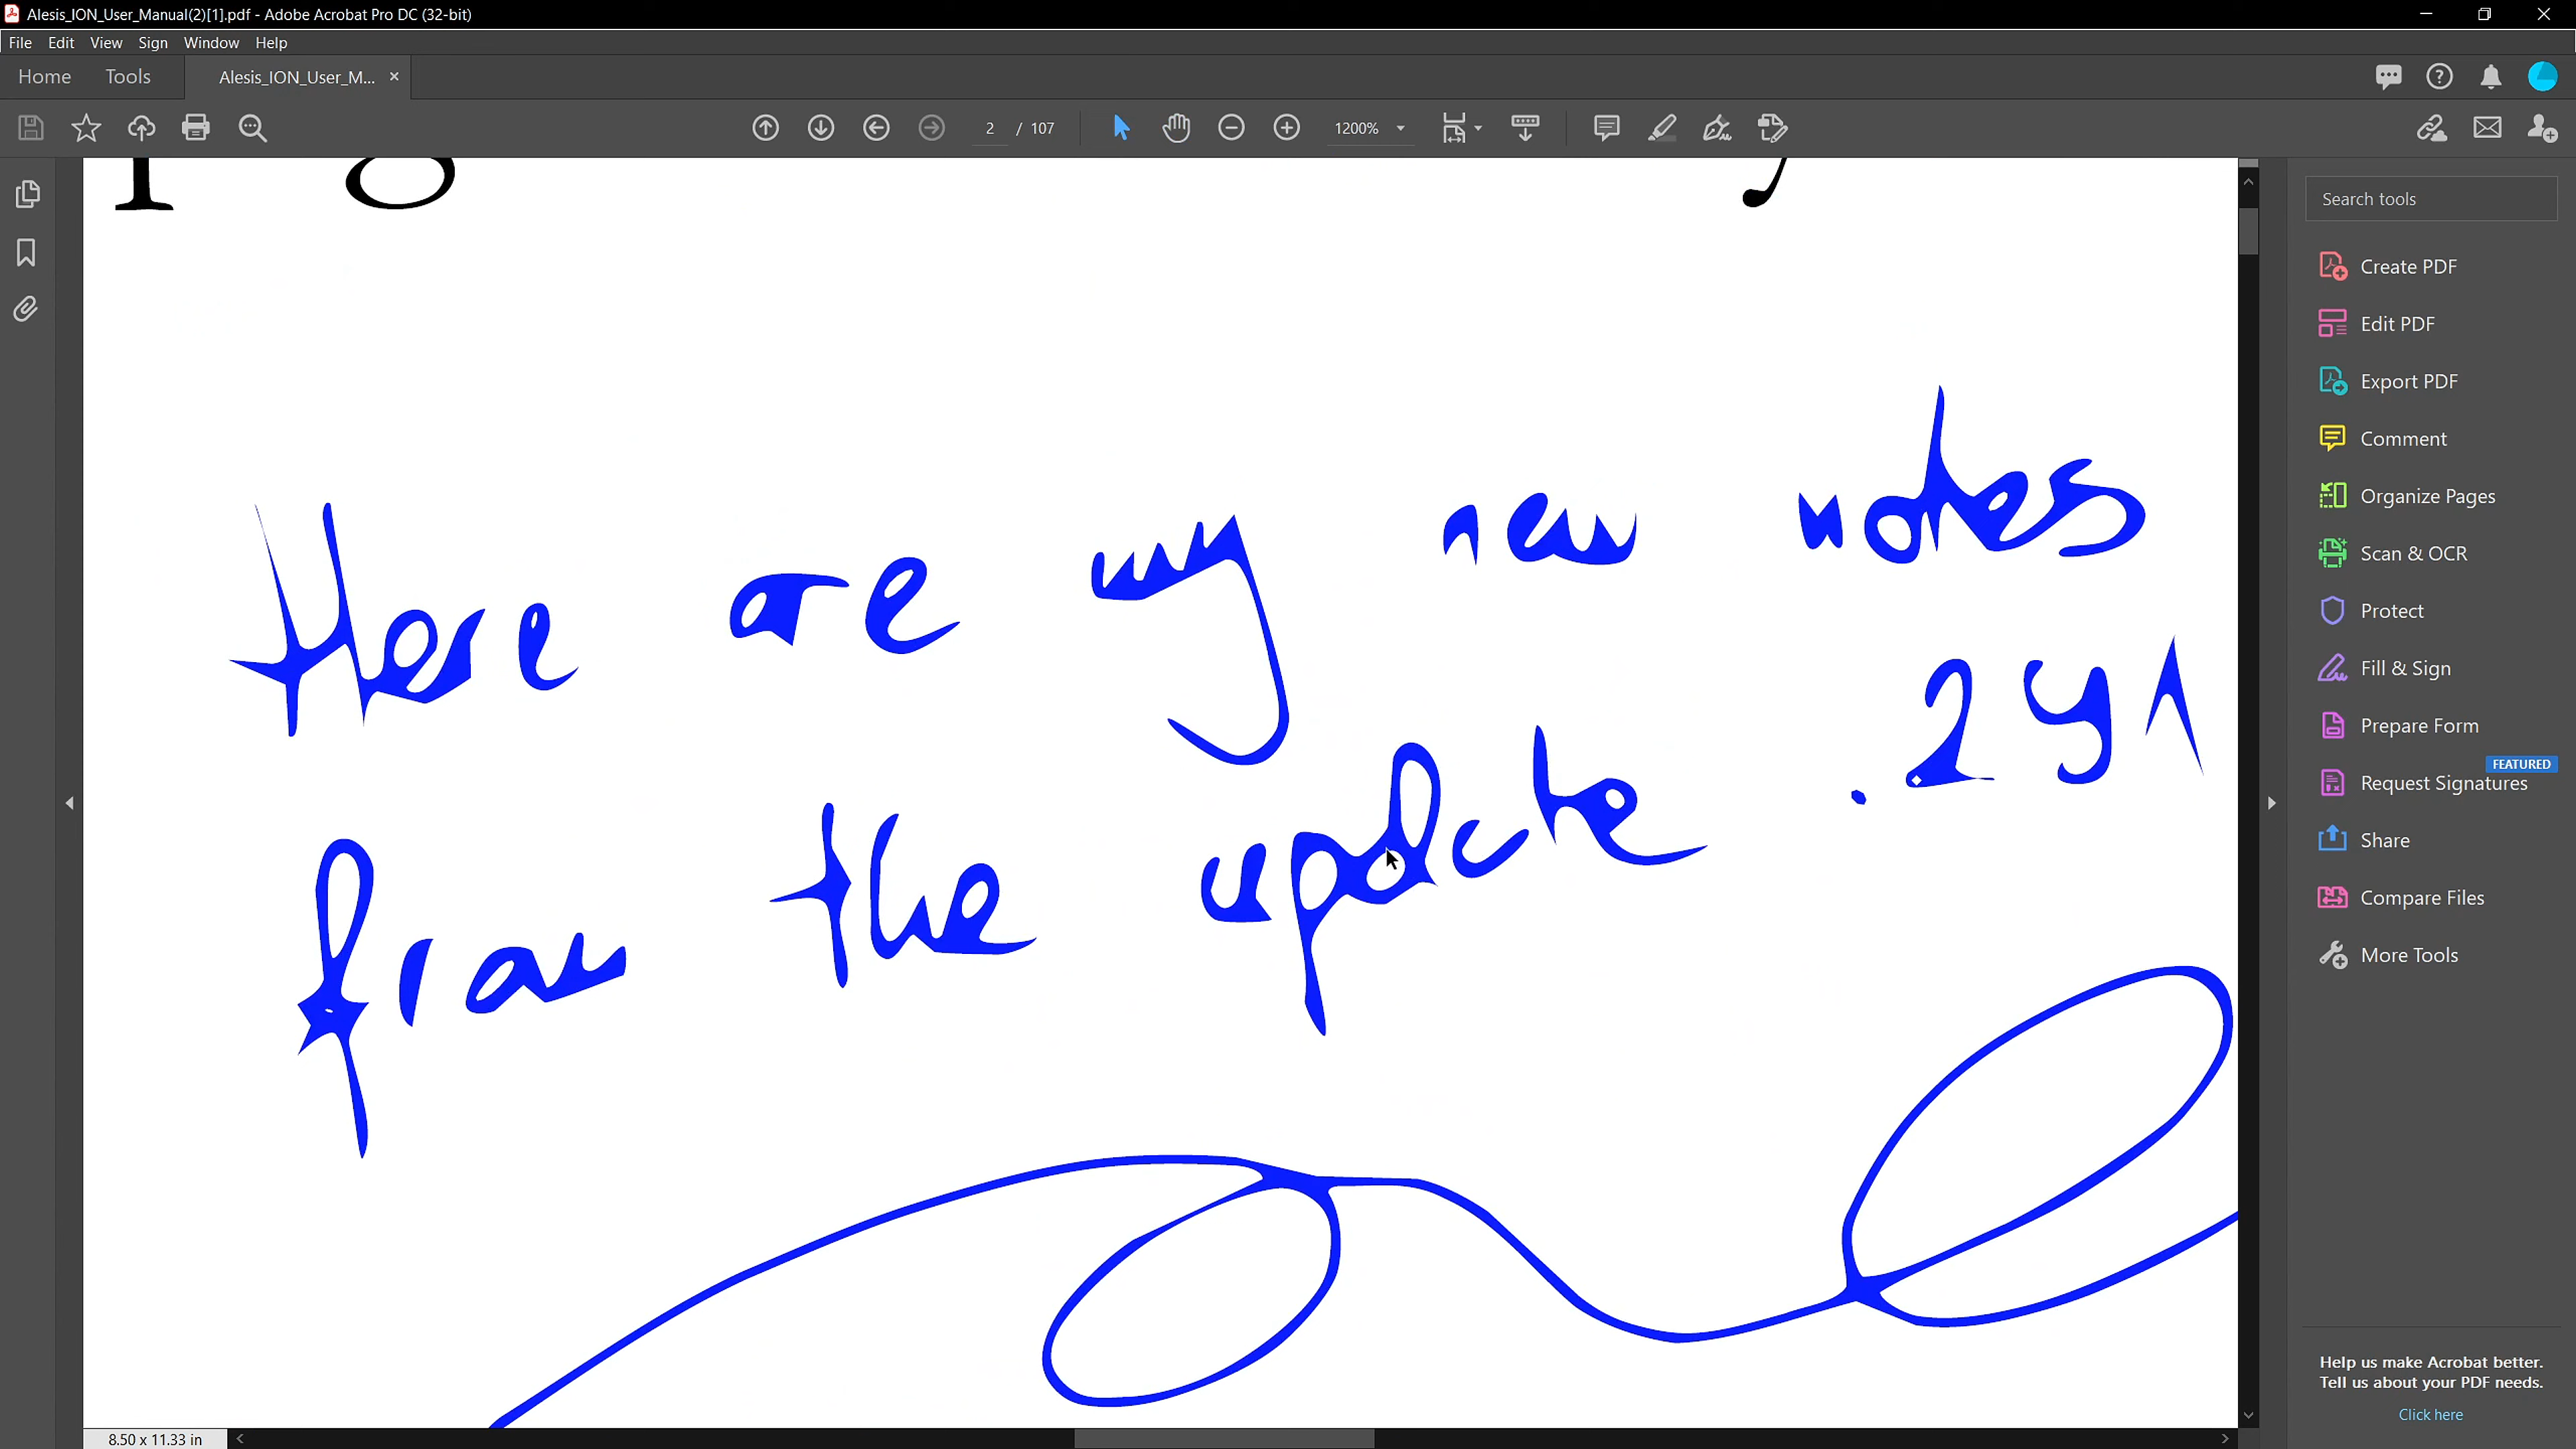 Alesis_ION_User_Manual(2)[1].pdf - Adobe Acrobat Pro DC (32-bit)
File Edit View Sign Window Help
Home Tools Alesis_ION_User_M... ×
2 / 107 1200%
Here are my new notes
from the update .241
Search tools
Create PDF
Edit PDF
Export PDF
Comment
Organize Pages
Scan & OCR
Protect
Fill & Sign
Prepare Form
FEATURED
Request Signatures
Share
Compare Files
More Tools
Help us make Acrobat better.
Tell us about your PDF needs.
Click here
8.50 x 11.33 in